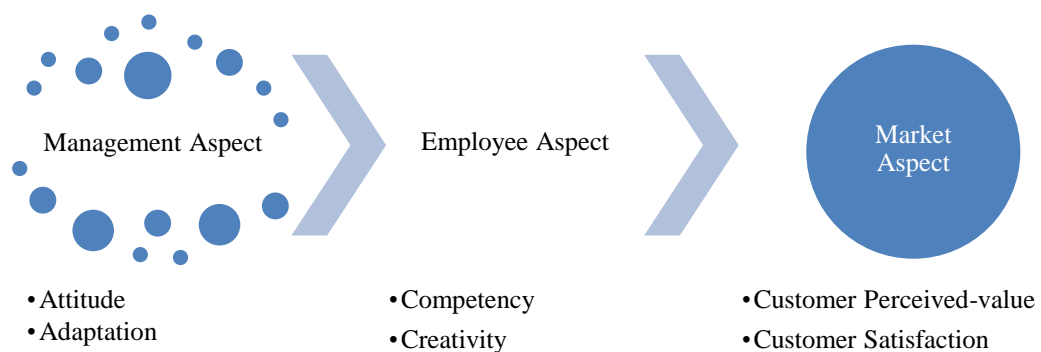 Management Aspect
Employee Aspect
Market
Aspect
•Attitude
•Adaptation
•Competency
•Creativity
•Customer Perceived-value
•Customer Satisfaction